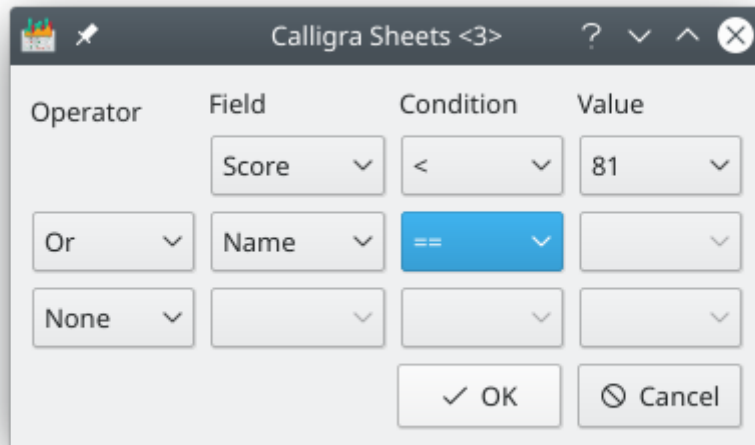 Calligra Sheets <3>
Operator Field Condition Value
Score < 81
Or Name ==
None
OK Cancel